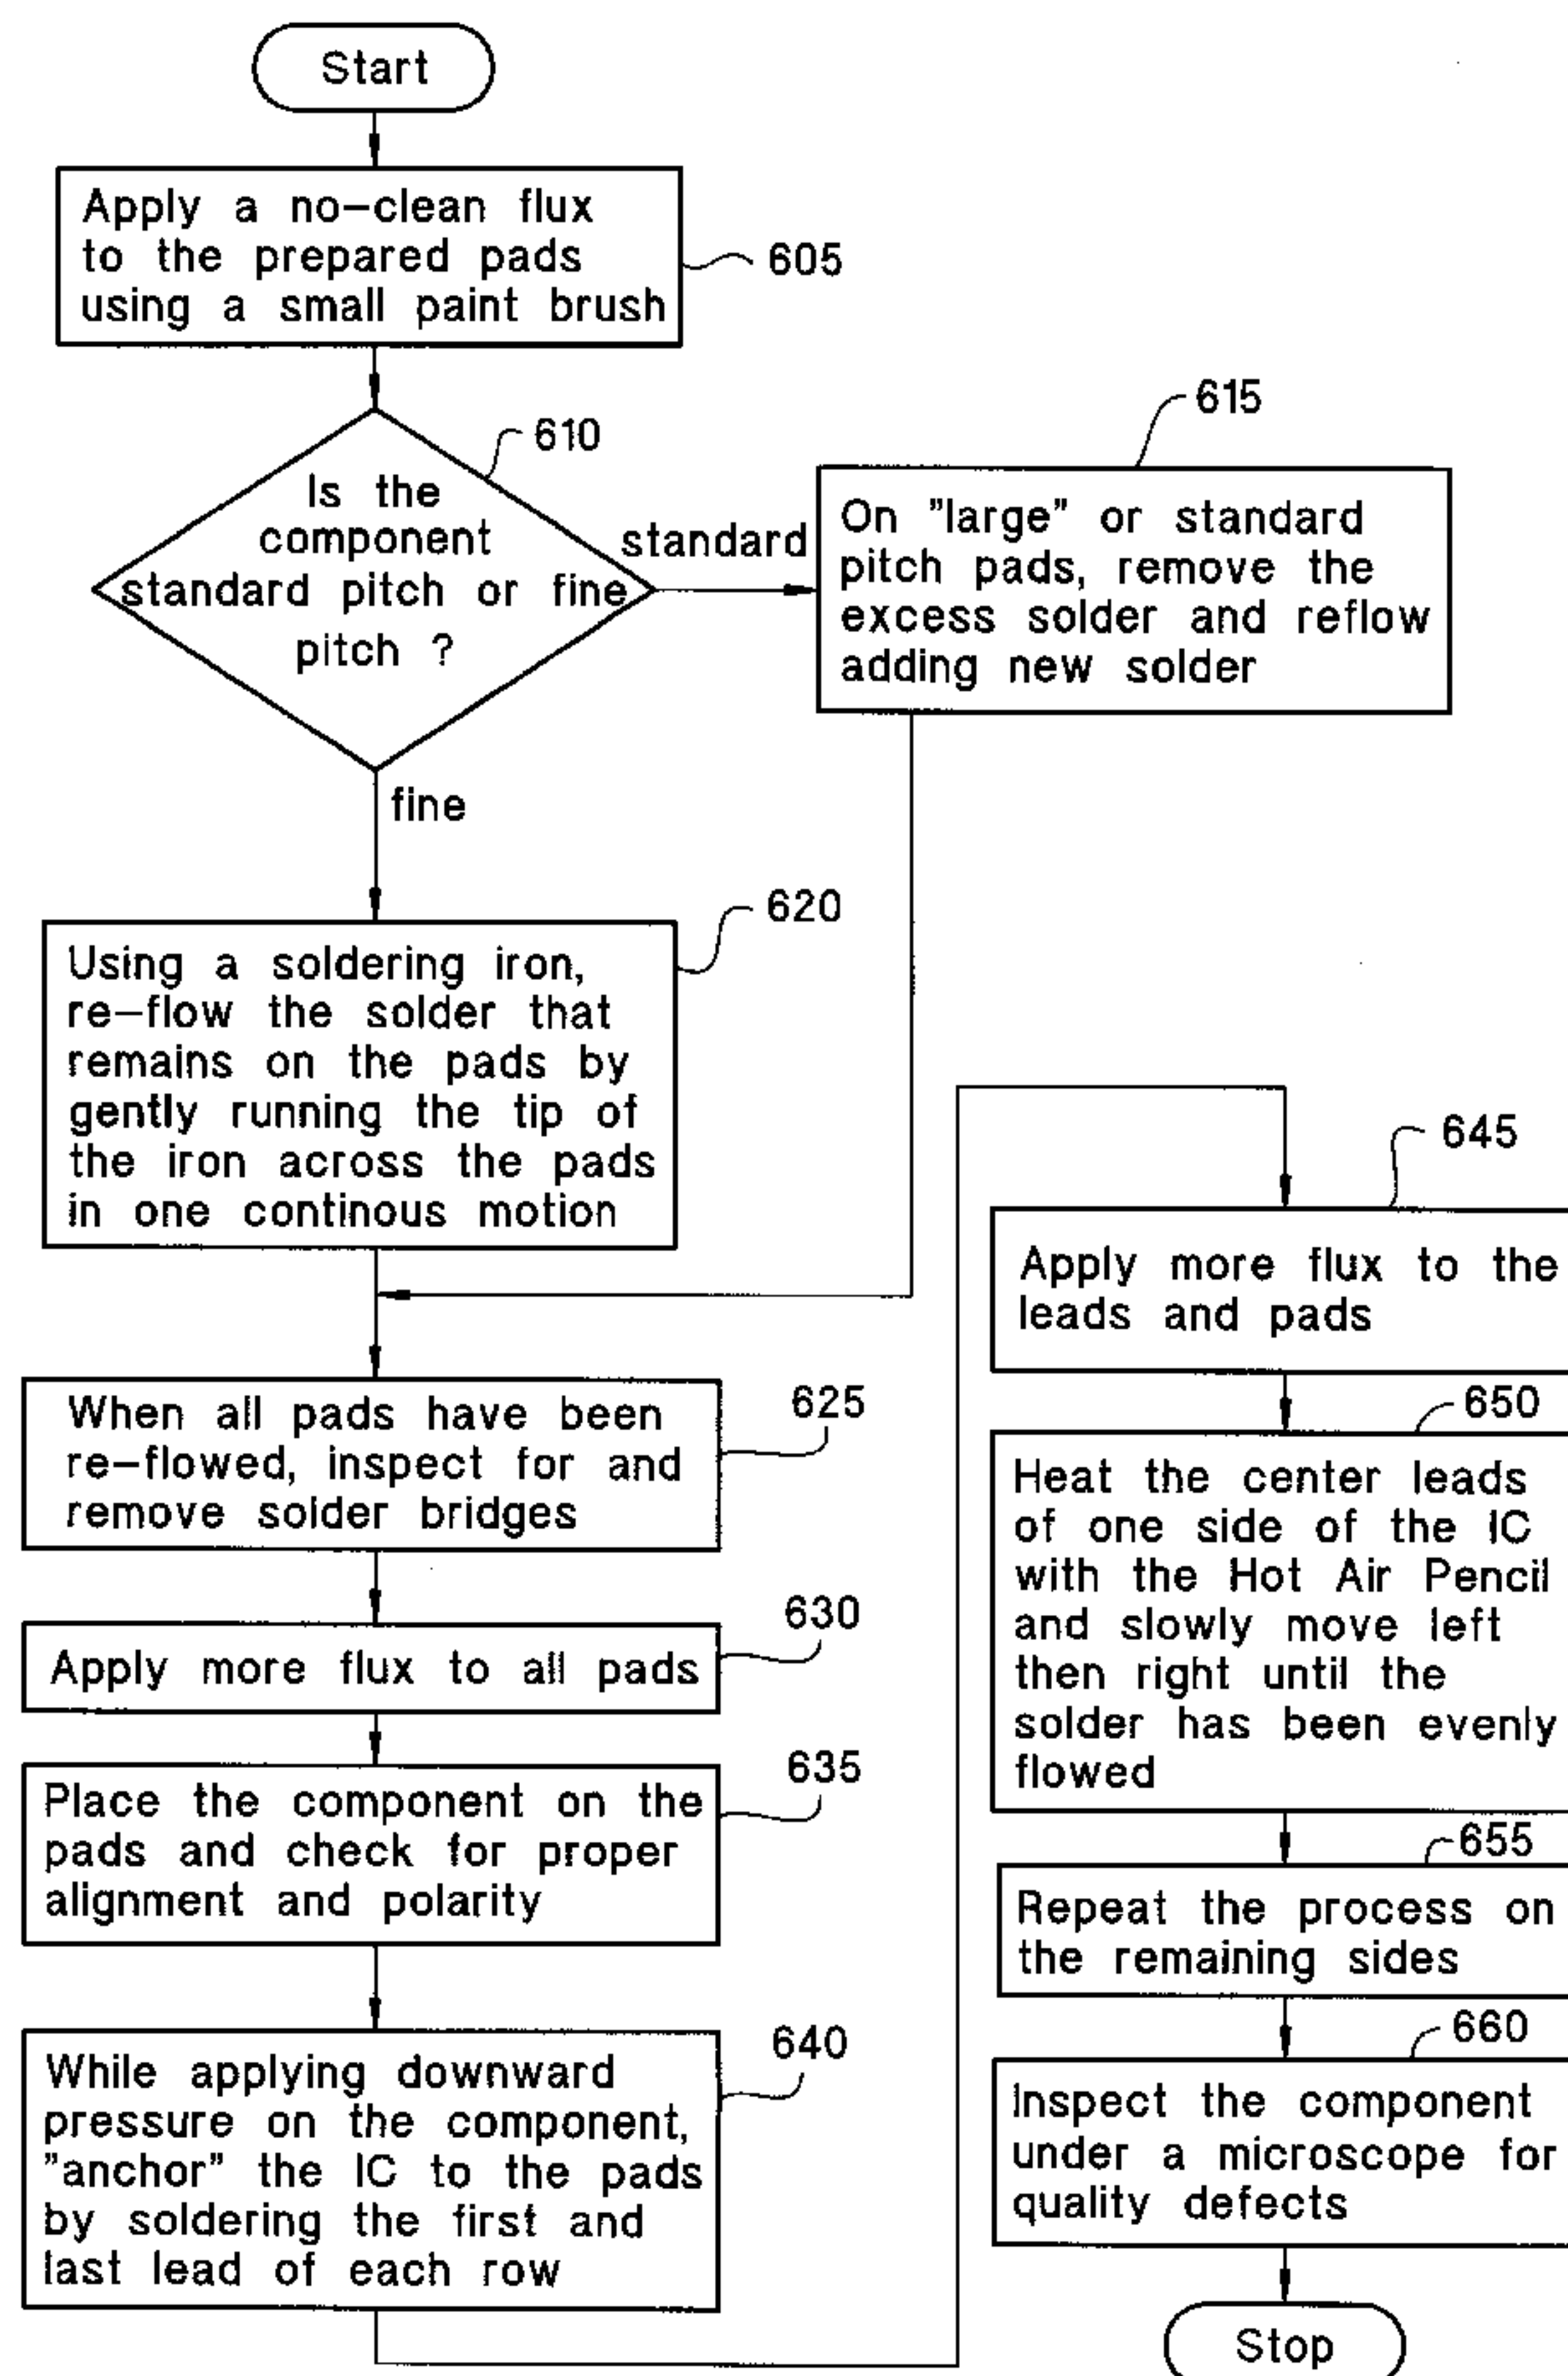 Start
Apply a no-clean flux
to the prepared pads
using a small paint brush
605
610
Is the
component
standard pitch or fine
pitch ?
standard
fine
615
On "large" or standard
pitch pads, remove the
excess solder and reflow
adding new solder
620
Using a soldering iron,
re-flow the solder that
remains on the pads by
gently running the tip of
the iron across the pads
in one continous motion
625
When all pads have been
re-flowed, inspect for and
remove solder bridges
630
Apply more flux to all pads
635
Place the component on the
pads and check for proper
alignment and polarity
640
While applying downward
pressure on the component,
"anchor" the IC to the pads
by soldering the first and
last lead of each row
645
Apply more flux to the
leads and pads
650
Heat the center leads
of one side of the IC
with the Hot Air Pencil
and slowly move left
then right until the
solder has been evenly
flowed
655
Repeat the process on
the remaining sides
660
Inspect the component
under a microscope for
quality defects
Stop